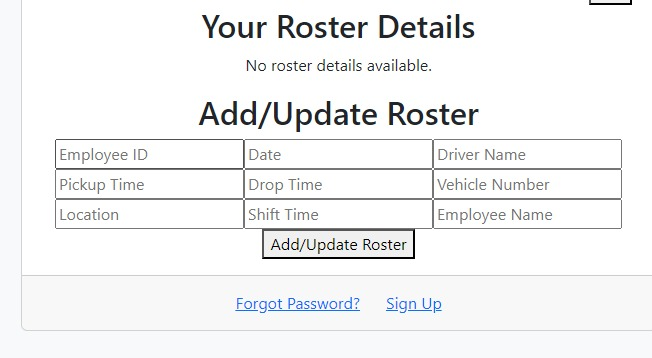 Your Roster Details
No roster details available.
Add/Update Roster
Employee ID Date Driver Name
Pickup Time Drop Time Vehicle Number
Location Shift Time Employee Name
Add/Update Roster
Forgot Password? Sign Up